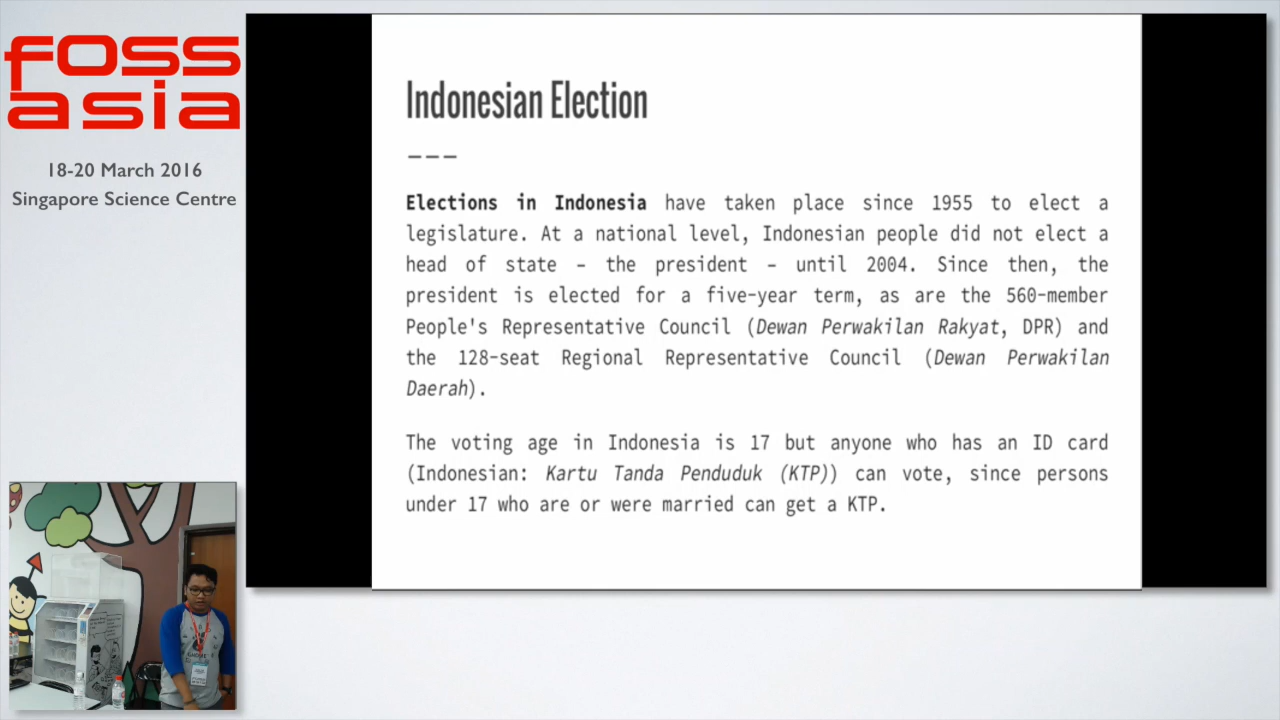 foss
asia
18-20 March 2016
Singapore Science Centre
Indonesian Election
---
Elections in Indonesia have taken place since 1955 to elect a
legislature. At a national level, Indonesian people did not elect a
head of state – the president – until 2004. Since then, the
president is elected for a five-year term, as are the 560-member
People's Representative Council (Dewan Perwakilan Rakyat, DPR) and
the 128-seat Regional Representative Council (Dewan Perwakilan
Daerah).
The voting age in Indonesia is 17 but anyone who has an ID card
(Indonesian: Kartu Tanda Penduduk (KTP)) can vote, since persons
under 17 who are or were married can get a KTP.